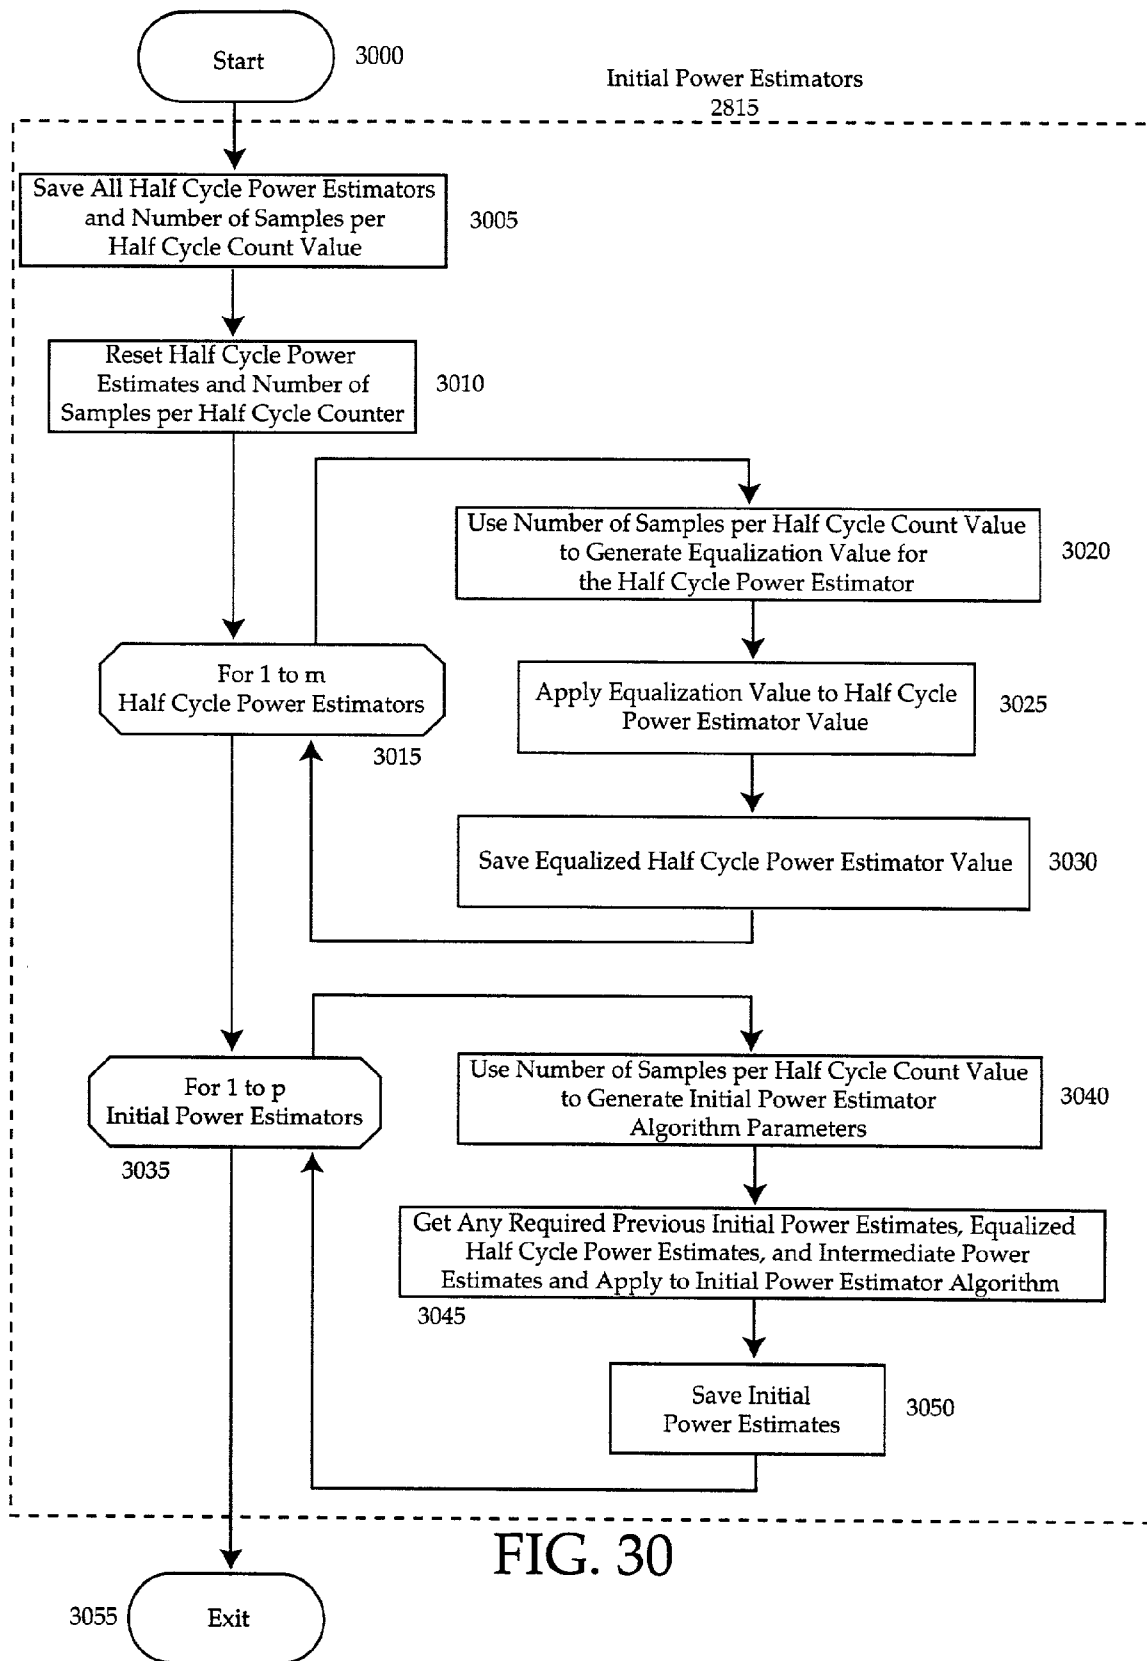 Start
3000
Initial Power Estimators
2815
Save All Half Cycle Power Estimators
and Number of Samples per
Half Cycle Count Value
3005
Reset Half Cycle Power
Estimates and Number of
Samples per Half Cycle Counter
3010
Use Number of Samples per Half Cycle Count Value
to Generate Equalization Value for
the Half Cycle Power Estimator
3020
For 1 to m
Half Cycle Power Estimators
3015
Apply Equalization Value to Half Cycle
Power Estimator Value
3025
Save Equalized Half Cycle Power Estimator Value
3030
For 1 to p
Initial Power Estimators
3035
Use Number of Samples per Half Cycle Count Value
to Generate Initial Power Estimator
Algorithm Parameters
3040
Get Any Required Previous Initial Power Estimates, Equalized
Half Cycle Power Estimates, and Intermediate Power
Estimates and Apply to Initial Power Estimator Algorithm
3045
Save Initial
Power Estimates
3050
FIG. 30
3055
Exit